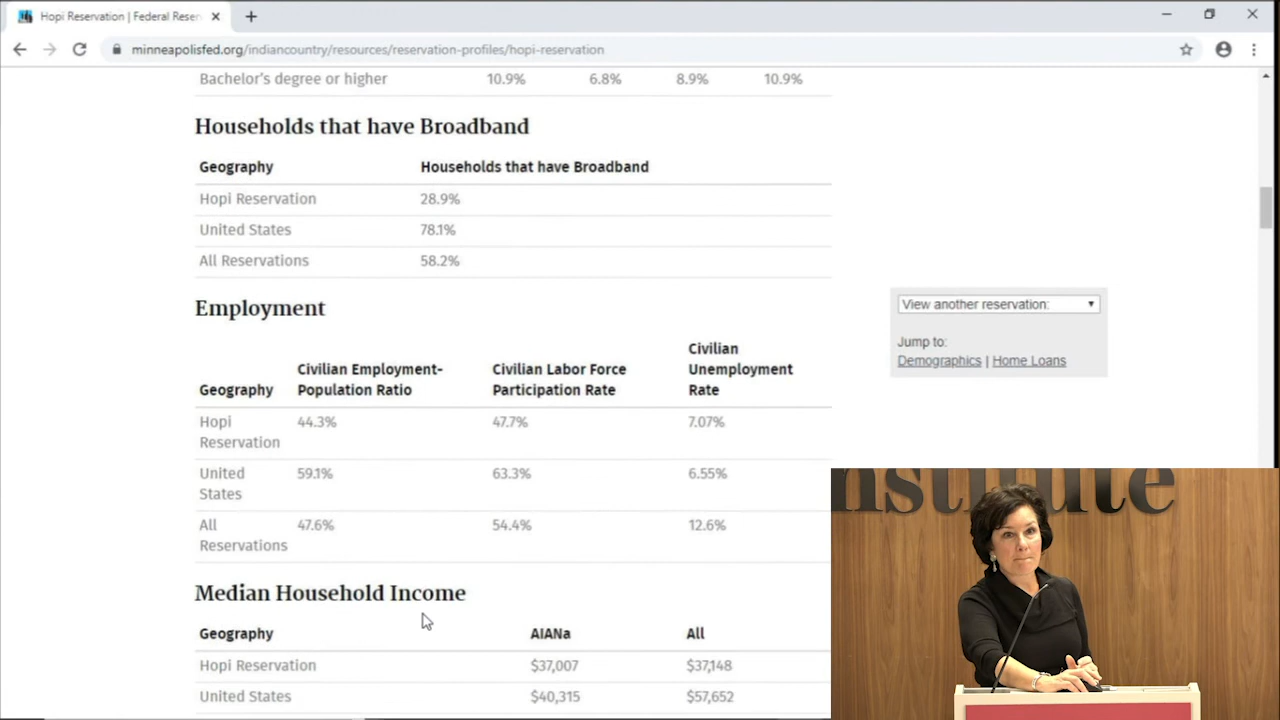 Hopi Reservation | Federal Reser
minneapolisfed.org/indiancountry/resources/reservation-profiles/hopi-reservation
Bachelor's degree or higher 10.9% 6.8% 8.9% 10.9%
Households that have Broadband
Geography Households that have Broadband
Hopi Reservation 28.9%
United States 78.1%
All Reservations 58.2%
Employment
Geography Civilian Employment-Population Ratio Civilian Labor Force Participation Rate Civilian Unemployment Rate
Hopi Reservation 44.3% 47.7% 7.07%
United States 59.1% 63.3% 6.55%
All Reservations 47.6% 54.4% 12.6%
Median Household Income
Geography AIANa All
Hopi Reservation $37,007 $37,148
United States $40,315 $57,652
View another reservation:
Jump to:
Demographics | Home Loans
nstitute